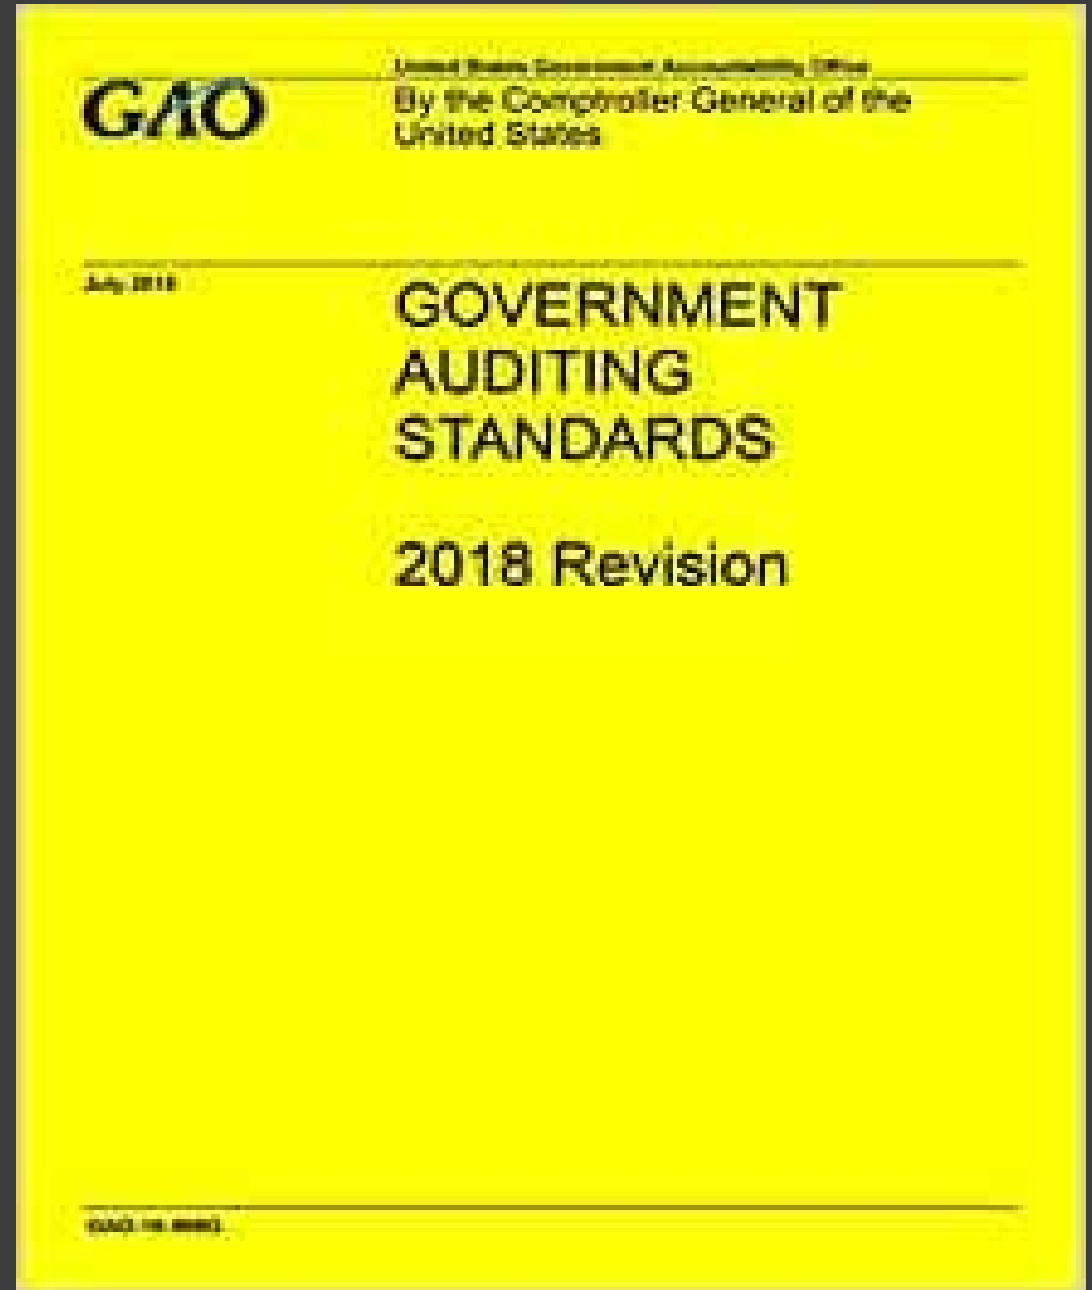 United States Government Accountability Office
GAO
By the Comptroller General of the
United States
July 2018
GOVERNMENT
AUDITING
STANDARDS
2018 Revision